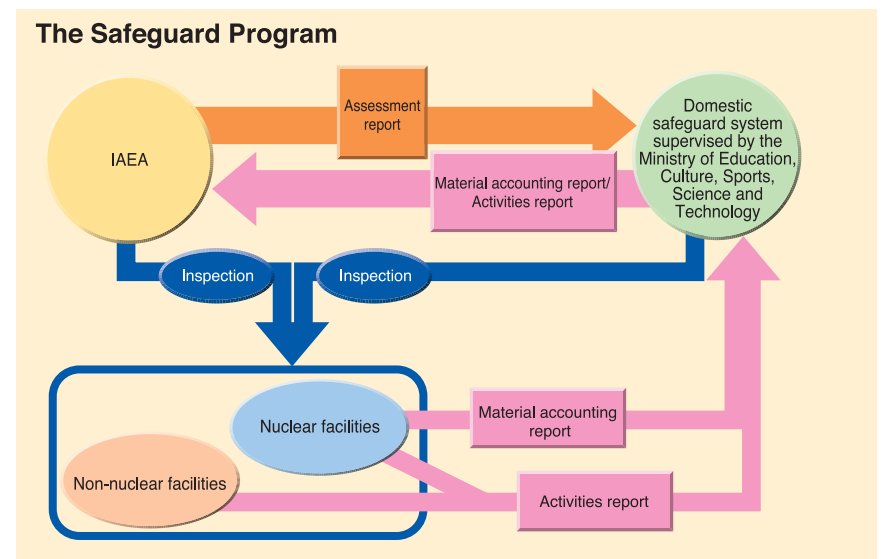 The Safeguard Program
IAEA
Assessment
report
Domestic
safeguard system
supervised by the
Ministry of Education,
Culture, Sports,
Science and
Technology
Material accounting report/
Activities report
Inspection
Inspection
Nuclear facilities
Material accounting
report
Non-nuclear facilities
Activities report